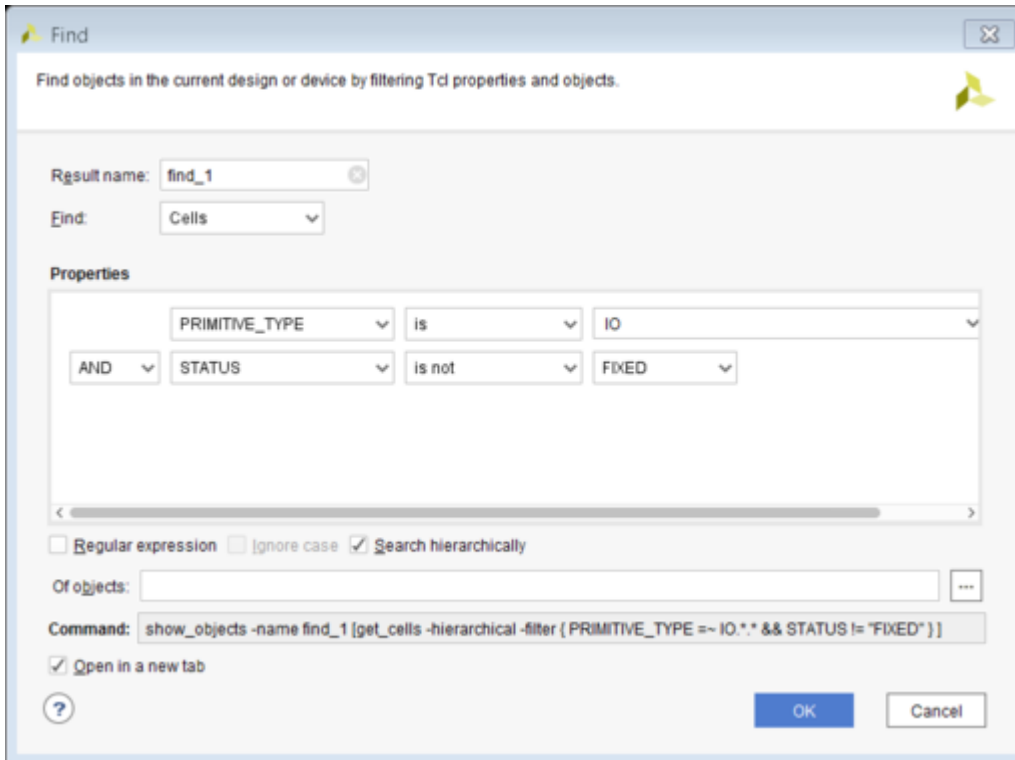 Find
Find objects in the current design or device by filtering Tcl properties and objects.
Result name: find_1
Find: Cells
Properties
PRIMITIVE_TYPE is IO
AND STATUS is not FIXED
Regular expression Ignore case Search hierarchically
Of objects: ...
Command: show_objects -name find_1 [get_cells -hierarchical -filter { PRIMITIVE_TYPE =~ IO.*.* && STATUS != "FIXED" } ]
Open in a new tab
? OK Cancel